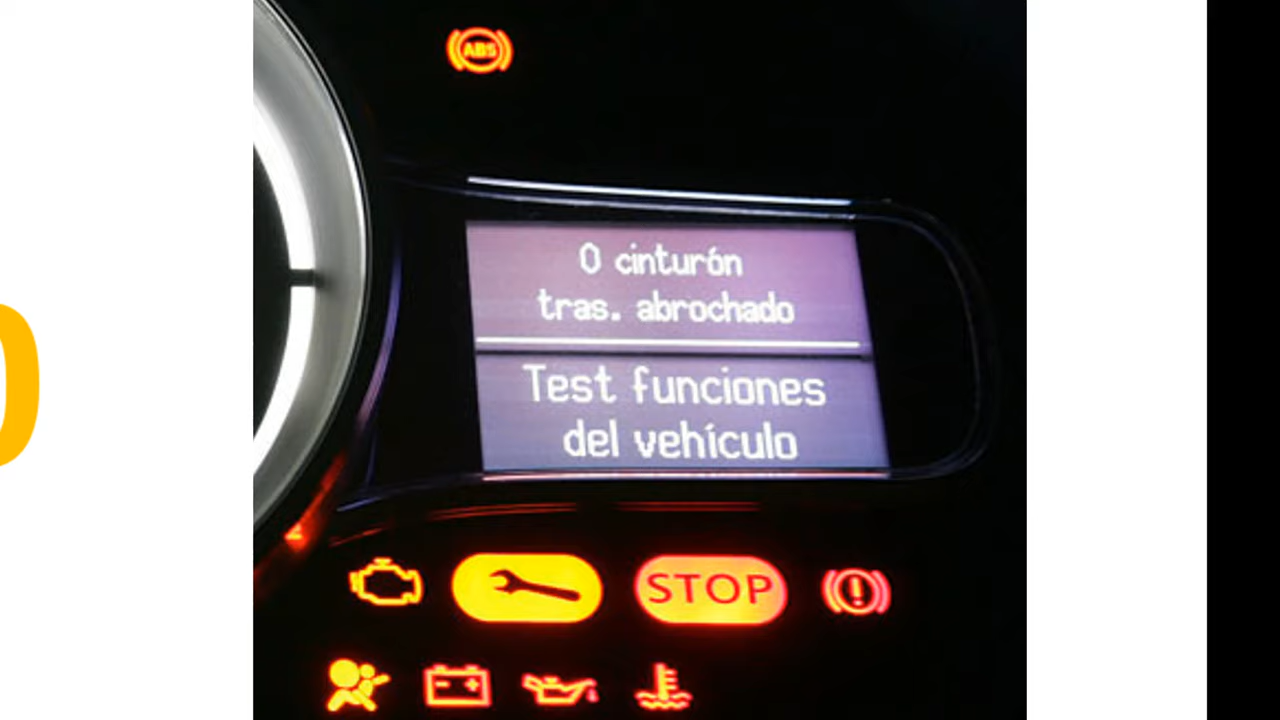 ABS
0 cinturón
tras. abrochado
Test funciones
del vehículo
STOP